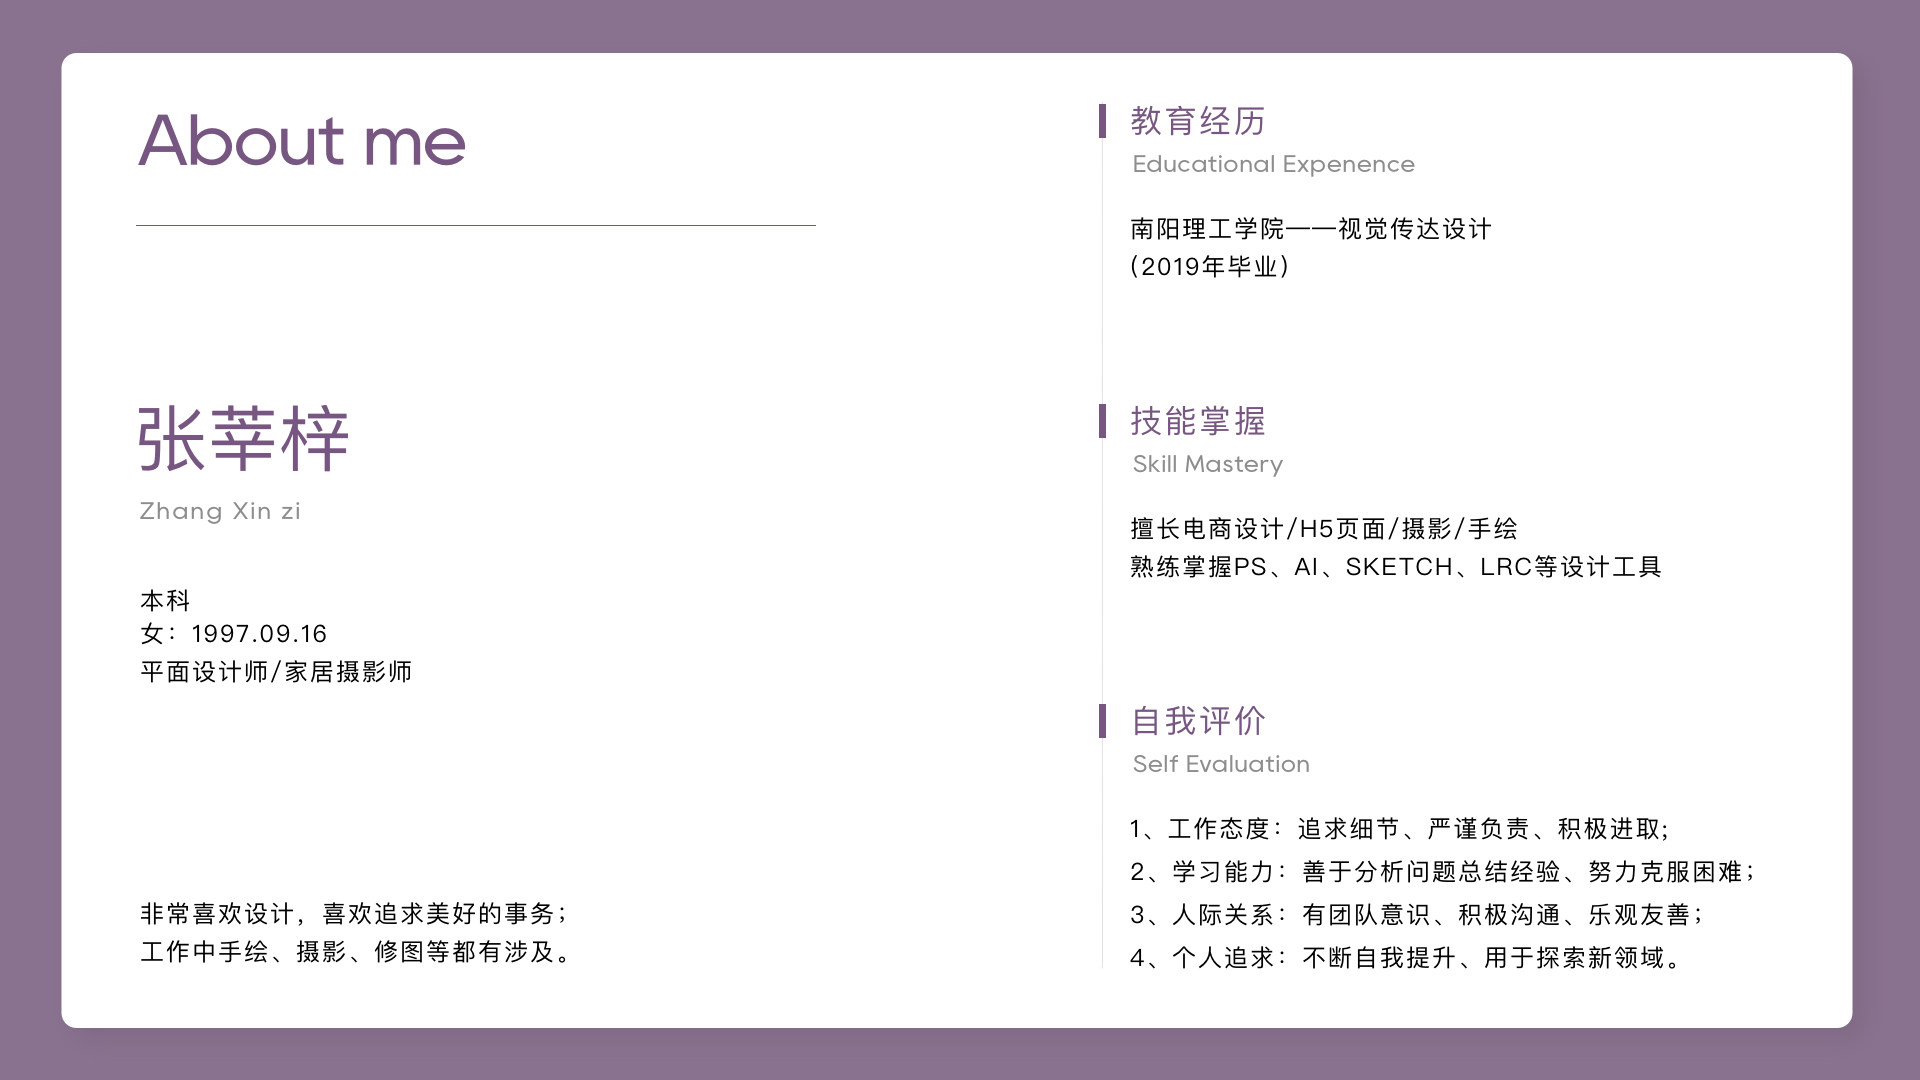 About me
张莘梓
Zhang Xin zi
本科
女：1997.09.16
平面设计师/家居摄影师
非常喜欢设计，喜欢追求美好的事务；
工作中手绘、摄影、修图等都有涉及。
教育经历
Educational Expenence
南阳理工学院——视觉传达设计
(2019年毕业)
技能掌握
Skill Mastery
擅长电商设计/H5页面/摄影/手绘
熟练掌握PS、AI、SKETCH、LRC等设计工具
自我评价
Self Evaluation
1、工作态度：追求细节、严谨负责、积极进取;
2、学习能力：善于分析问题总结经验、努力克服困难；
3、人际关系：有团队意识、积极沟通、乐观友善；
4、个人追求：不断自我提升、用于探索新领域。